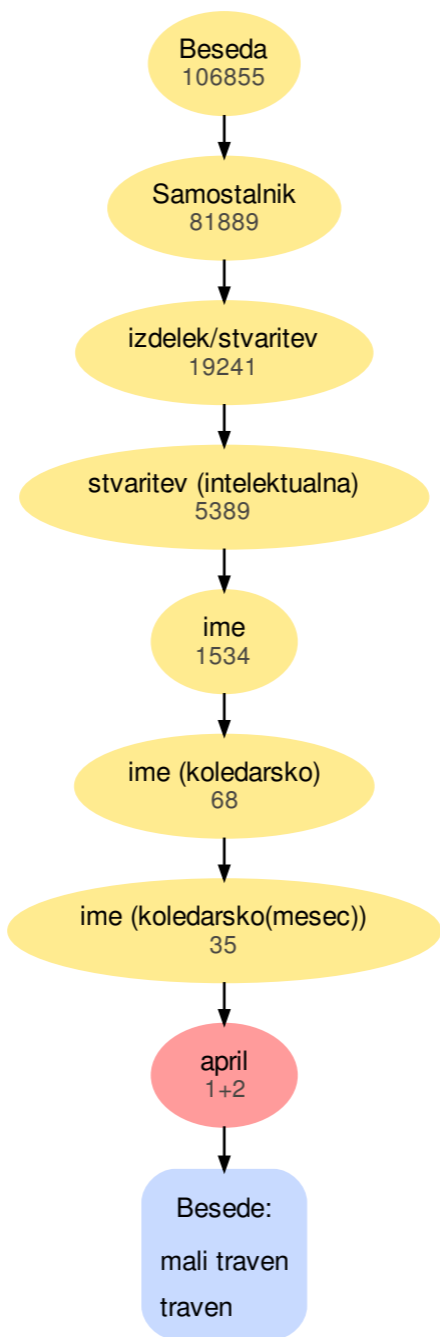 Beseda
106855
Samostalnik
81889
izdelek/stvaritev
19241
stvaritev (intelektualna)
5389
ime
1534
ime (koledarsko)
68
ime (koledarsko(mesec))
35
april
1+2
Besede:
mali traven
traven